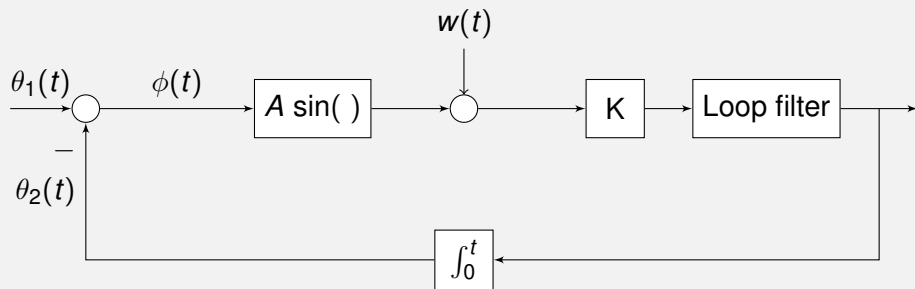 w(t)
θ₁(t)
ϕ(t)
A sin( )
K
Loop filter
−
θ₂(t)
∫₀ᵗ